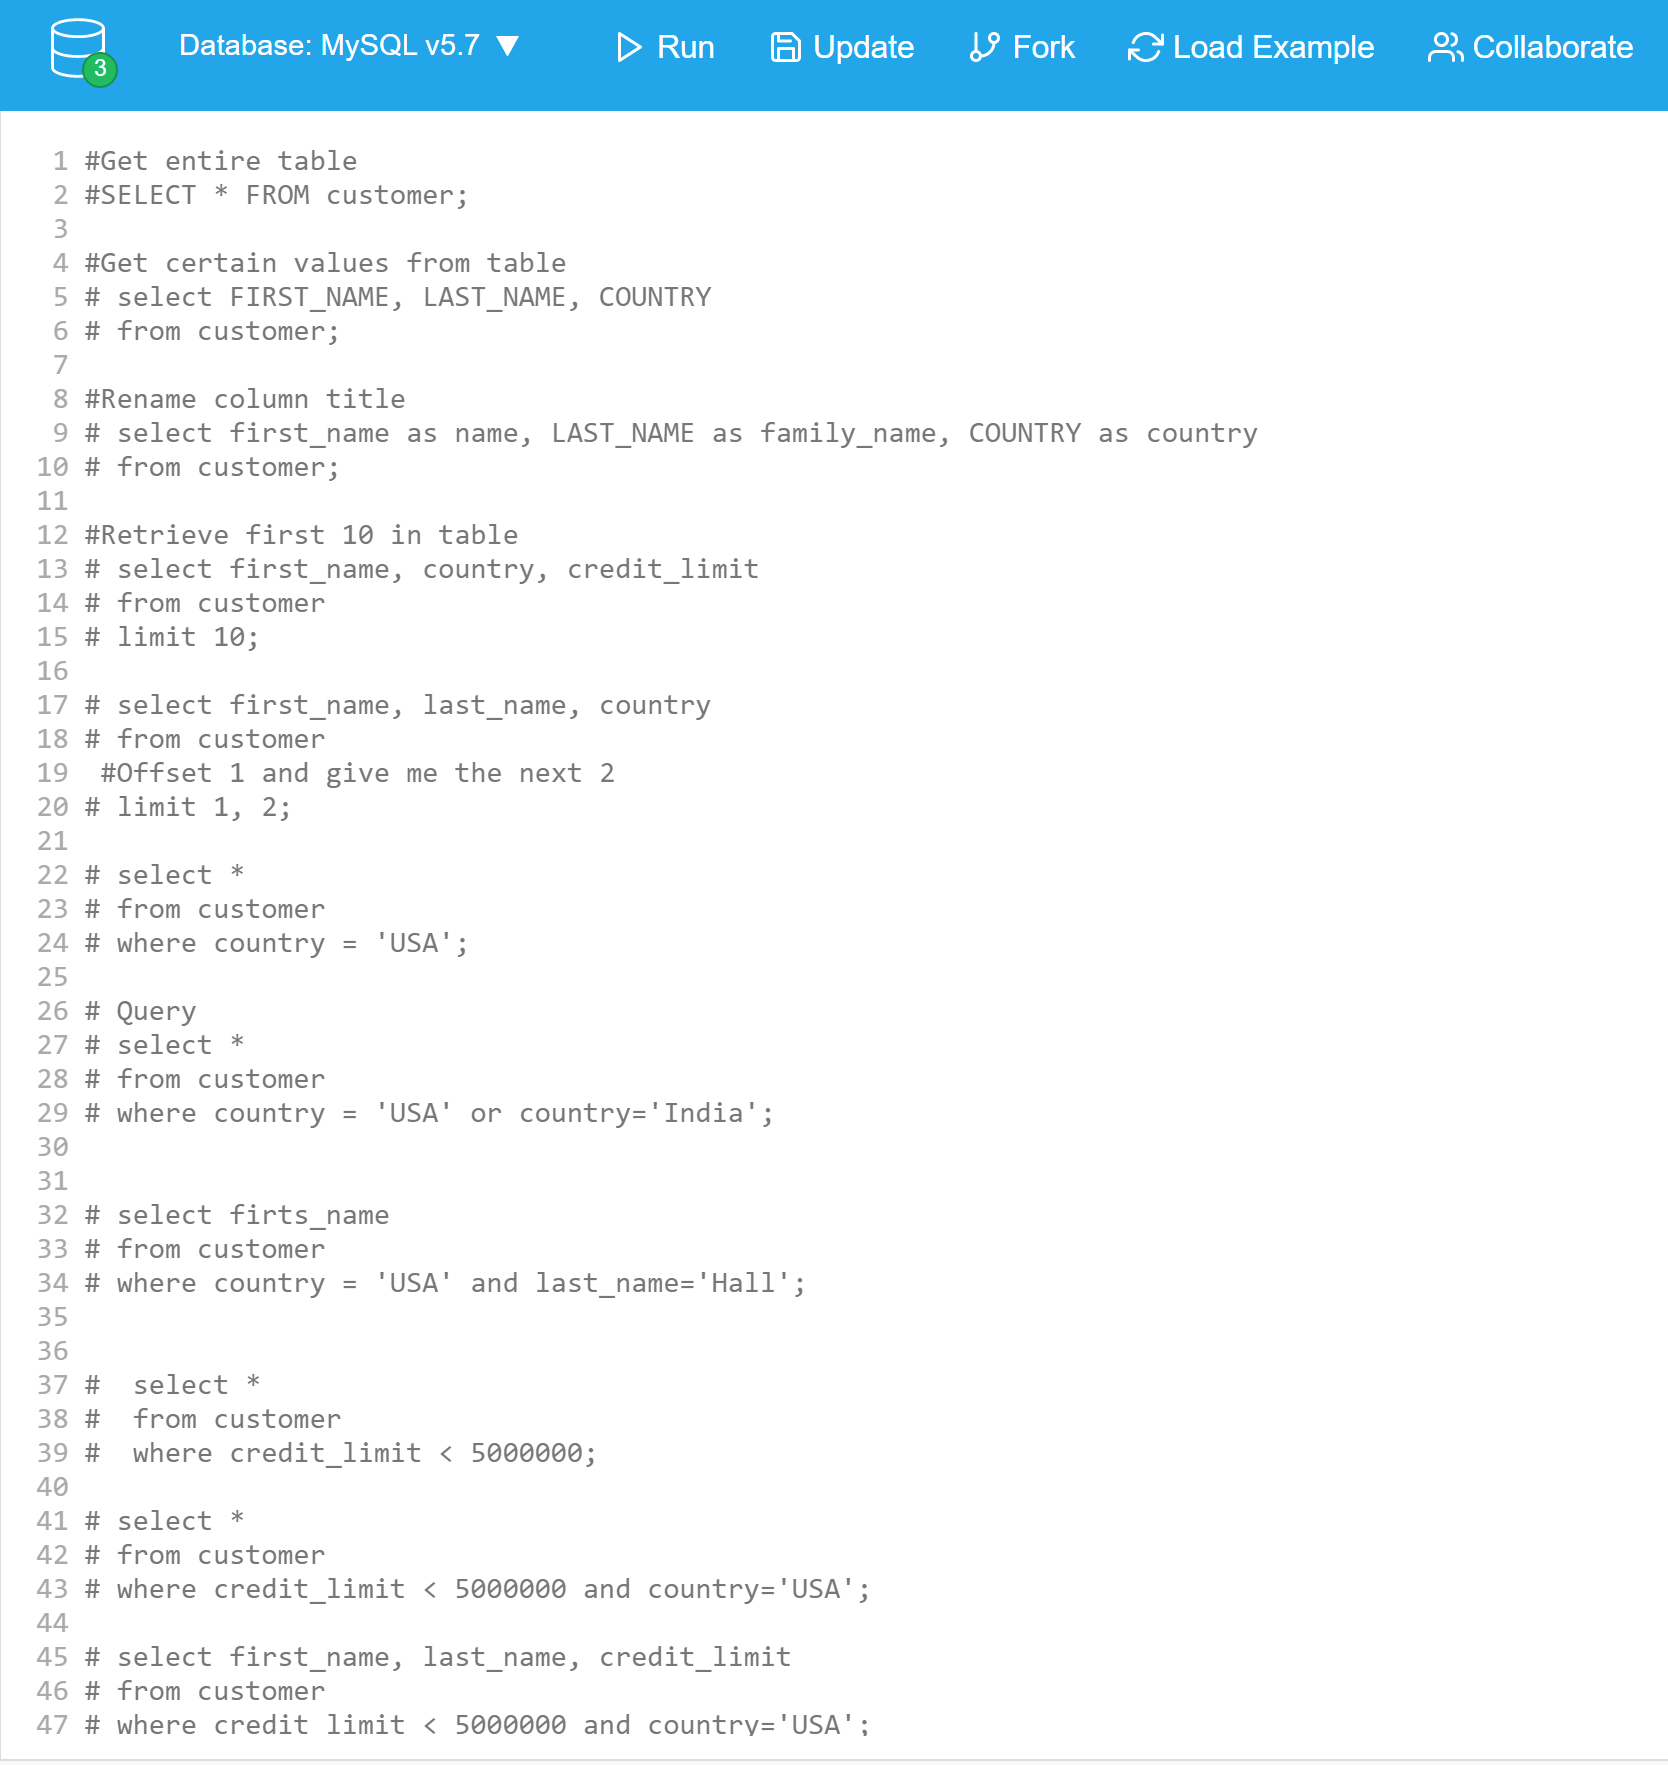 3
Database: MySQL v5.7 ▼
Run
Update
Fork
Load Example
Collaborate
1 #Get entire table
2 #SELECT * FROM customer;
3
4 #Get certain values from table
5 # select FIRST_NAME, LAST_NAME, COUNTRY
6 # from customer;
7
8 #Rename column title
9 # select first_name as name, LAST_NAME as family_name, COUNTRY as country
10 # from customer;
11
12 #Retrieve first 10 in table
13 # select first_name, country, credit_limit
14 # from customer
15 # limit 10;
16
17 # select first_name, last_name, country
18 # from customer
19  #Offset 1 and give me the next 2
20 # limit 1, 2;
21
22 # select *
23 # from customer
24 # where country = 'USA';
25
26 # Query
27 # select *
28 # from customer
29 # where country = 'USA' or country='India';
30
31
32 # select firts_name
33 # from customer
34 # where country = 'USA' and last_name='Hall';
35
36
37 #  select *
38 #  from customer
39 #  where credit_limit < 5000000;
40
41 # select *
42 # from customer
43 # where credit_limit < 5000000 and country='USA';
44
45 # select first_name, last_name, credit_limit
46 # from customer
47 # where credit limit < 5000000 and country='USA';